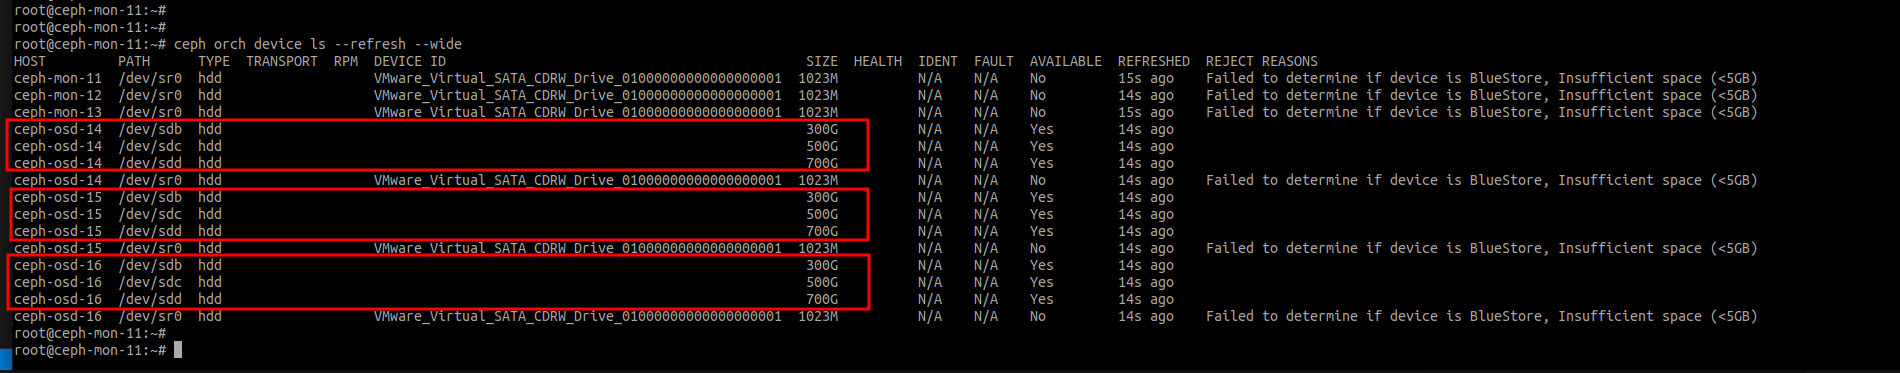 root@ceph-mon-11:~#
root@ceph-mon-11:~#
root@ceph-mon-11:~# ceph orch device ls --refresh --wide
HOST PATH TYPE TRANSPORT RPM DEVICE ID SIZE HEALTH IDENT FAULT AVAILABLE REFRESHED REJECT REASONS
ceph-mon-11 /dev/sr0 hdd VMware_Virtual_SATA_CDRW_Drive_01000000000000000001 1023M N/A N/A No 15s ago Failed to determine if device is BlueStore, Insufficient space (<5GB)
ceph-mon-12 /dev/sr0 hdd VMware_Virtual_SATA_CDRW_Drive_01000000000000000001 1023M N/A N/A No 14s ago Failed to determine if device is BlueStore, Insufficient space (<5GB)
ceph-mon-13 /dev/sr0 hdd VMware_Virtual_SATA_CDRW_Drive_01000000000000000001 1023M N/A N/A No 15s ago Failed to determine if device is BlueStore, Insufficient space (<5GB)
ceph-osd-14 /dev/sdb hdd 300G N/A N/A Yes 14s ago
ceph-osd-14 /dev/sdc hdd 500G N/A N/A Yes 14s ago
ceph-osd-14 /dev/sdd hdd 700G N/A N/A Yes 14s ago
ceph-osd-14 /dev/sr0 hdd VMware_Virtual_SATA_CDRW_Drive_01000000000000000001 1023M N/A N/A No 14s ago Failed to determine if device is BlueStore, Insufficient space (<5GB)
ceph-osd-15 /dev/sdb hdd 300G N/A N/A Yes 14s ago
ceph-osd-15 /dev/sdc hdd 500G N/A N/A Yes 14s ago
ceph-osd-15 /dev/sdd hdd 700G N/A N/A Yes 14s ago
ceph-osd-15 /dev/sr0 hdd VMware_Virtual_SATA_CDRW_Drive_01000000000000000001 1023M N/A N/A No 14s ago Failed to determine if device is BlueStore, Insufficient space (<5GB)
ceph-osd-16 /dev/sdb hdd 300G N/A N/A Yes 14s ago
ceph-osd-16 /dev/sdc hdd 500G N/A N/A Yes 14s ago
ceph-osd-16 /dev/sdd hdd 700G N/A N/A Yes 14s ago
ceph-osd-16 /dev/sr0 hdd VMware_Virtual_SATA_CDRW_Drive_01000000000000000001 1023M N/A N/A No 14s ago Failed to determine if device is BlueStore, Insufficient space (<5GB)
root@ceph-mon-11:~#
root@ceph-mon-11:~#